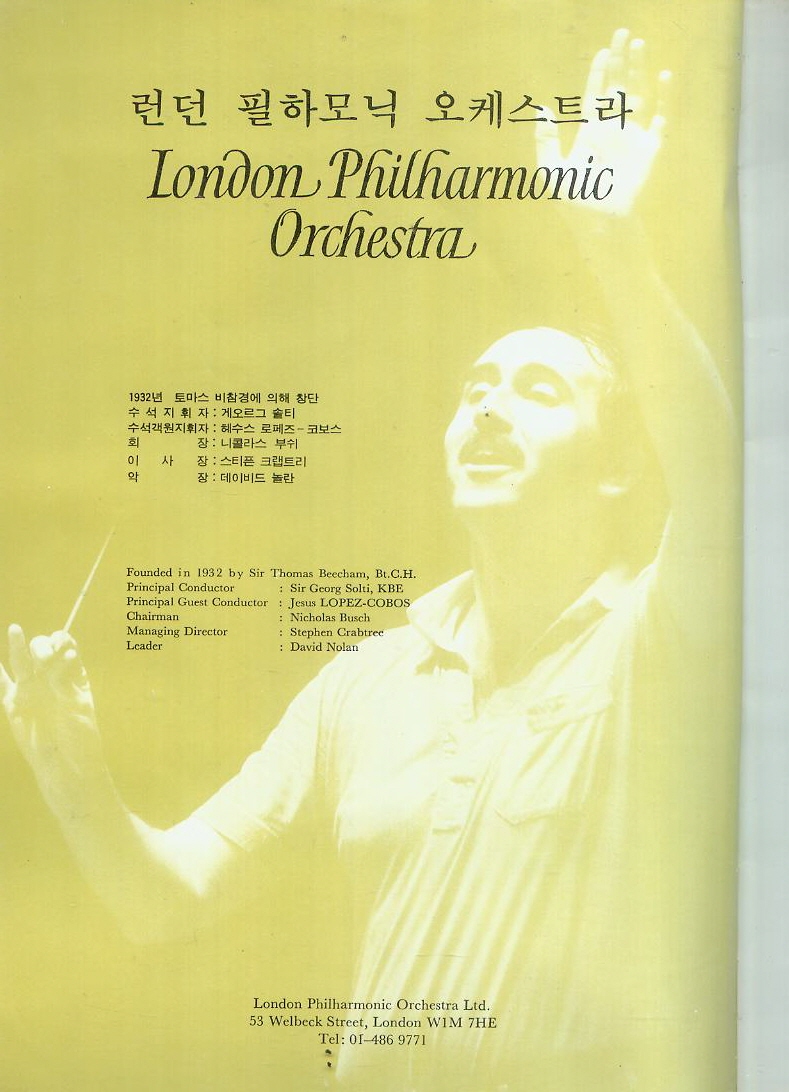 런던 필하모닉 오케스트라
London Philharmonic
Orchestra
1932년 토마스 비참경에 의해 창단
수 석 지 휘 자 : 게오르그 솔티
수석객원지휘자 : 헤수스 로페즈-코보스
회 장 : 니콜라스 부쉬
이 사 장 : 스티픈 크랩트리
악 장 : 데이비드 놀란
Founded in 1932 by Sir Thomas Beecham, Bt.C.H.
Principal Conductor : Sir Georg Solti, KBE
Principal Guest Conductor : Jesus LOPEZ-COBOS
Chairman : Nicholas Busch
Managing Director : Stephen Crabtree
Leader : David Nolan
London Philharmonic Orchestra Ltd.
53 Welbeck Street, London W1M 7HE
Tel: 01-486 9771